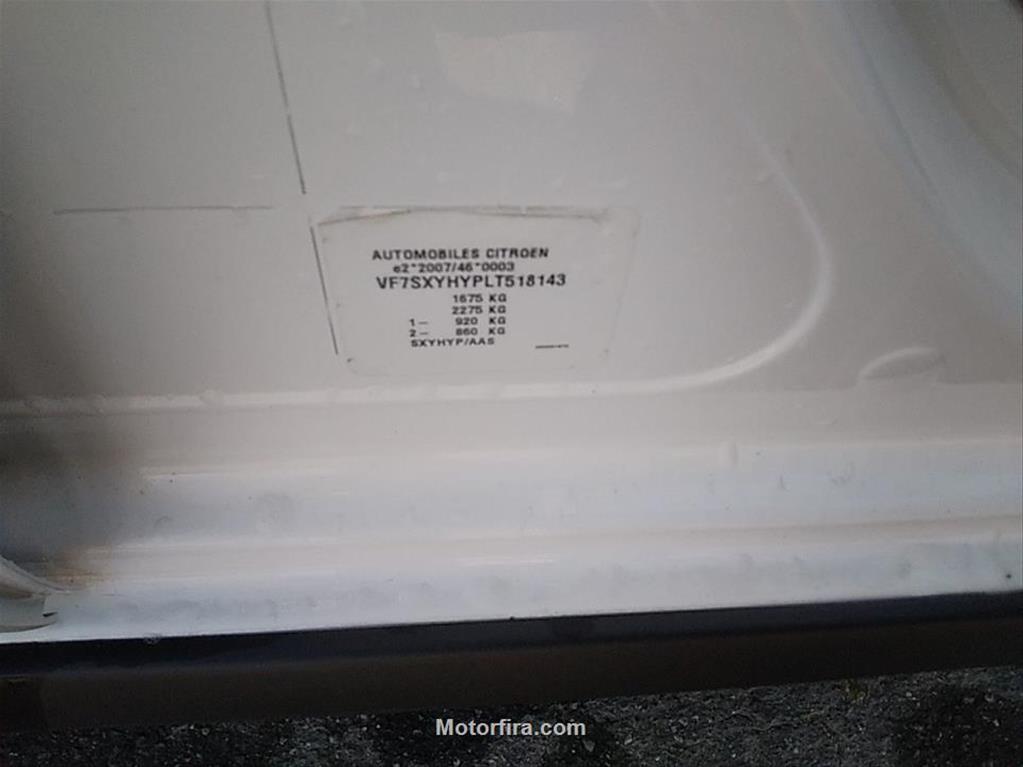 AUTOMOBILES CITROEN
e2*2007/46*0003
VF7SXYHYPLT518143
1675 KG
2275 KG
1— 920 KG
2— 860 KG
SXYHYP/AAS
Motorfira.com